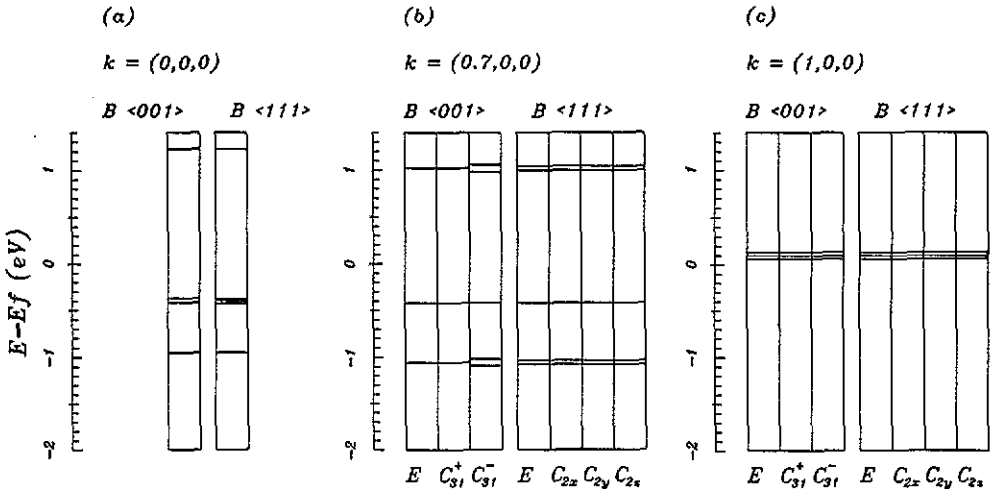 (a) (b) (c)
k = (0,0,0) k = (0.7,0,0) k = (1,0,0)
B <001> B <111> B <001> B <111> B <001> B <111>
E-Ef (eV)
1 1 1
0 0 0
-1 -1 -1
-2 -2 -2
E C₃₁⁺ C₃₁⁻ E C₂ₓ C₂y C₂z E C₃₁⁺ C₃₁⁻ E C₂ₓ C₂y C₂z